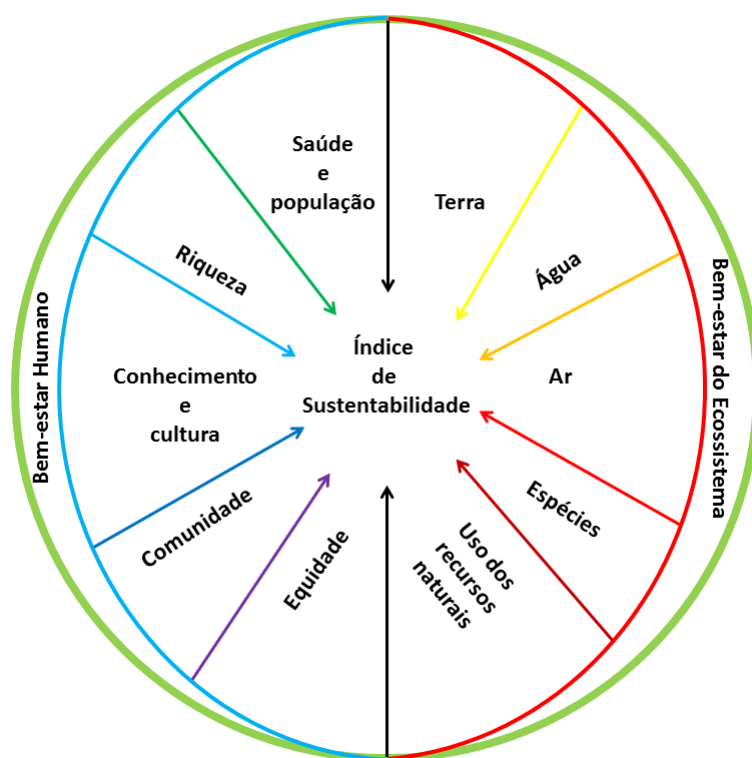 Saúde
e
população
Terra
Riqueza
Água
Bem-estar Humano
Bem-estar do Ecossistema
Índice
de
Sustentabilidade
Conhecimento
e
cultura
Ar
Comunidade
Espécies
Equidade
Uso dos
recursos
naturais